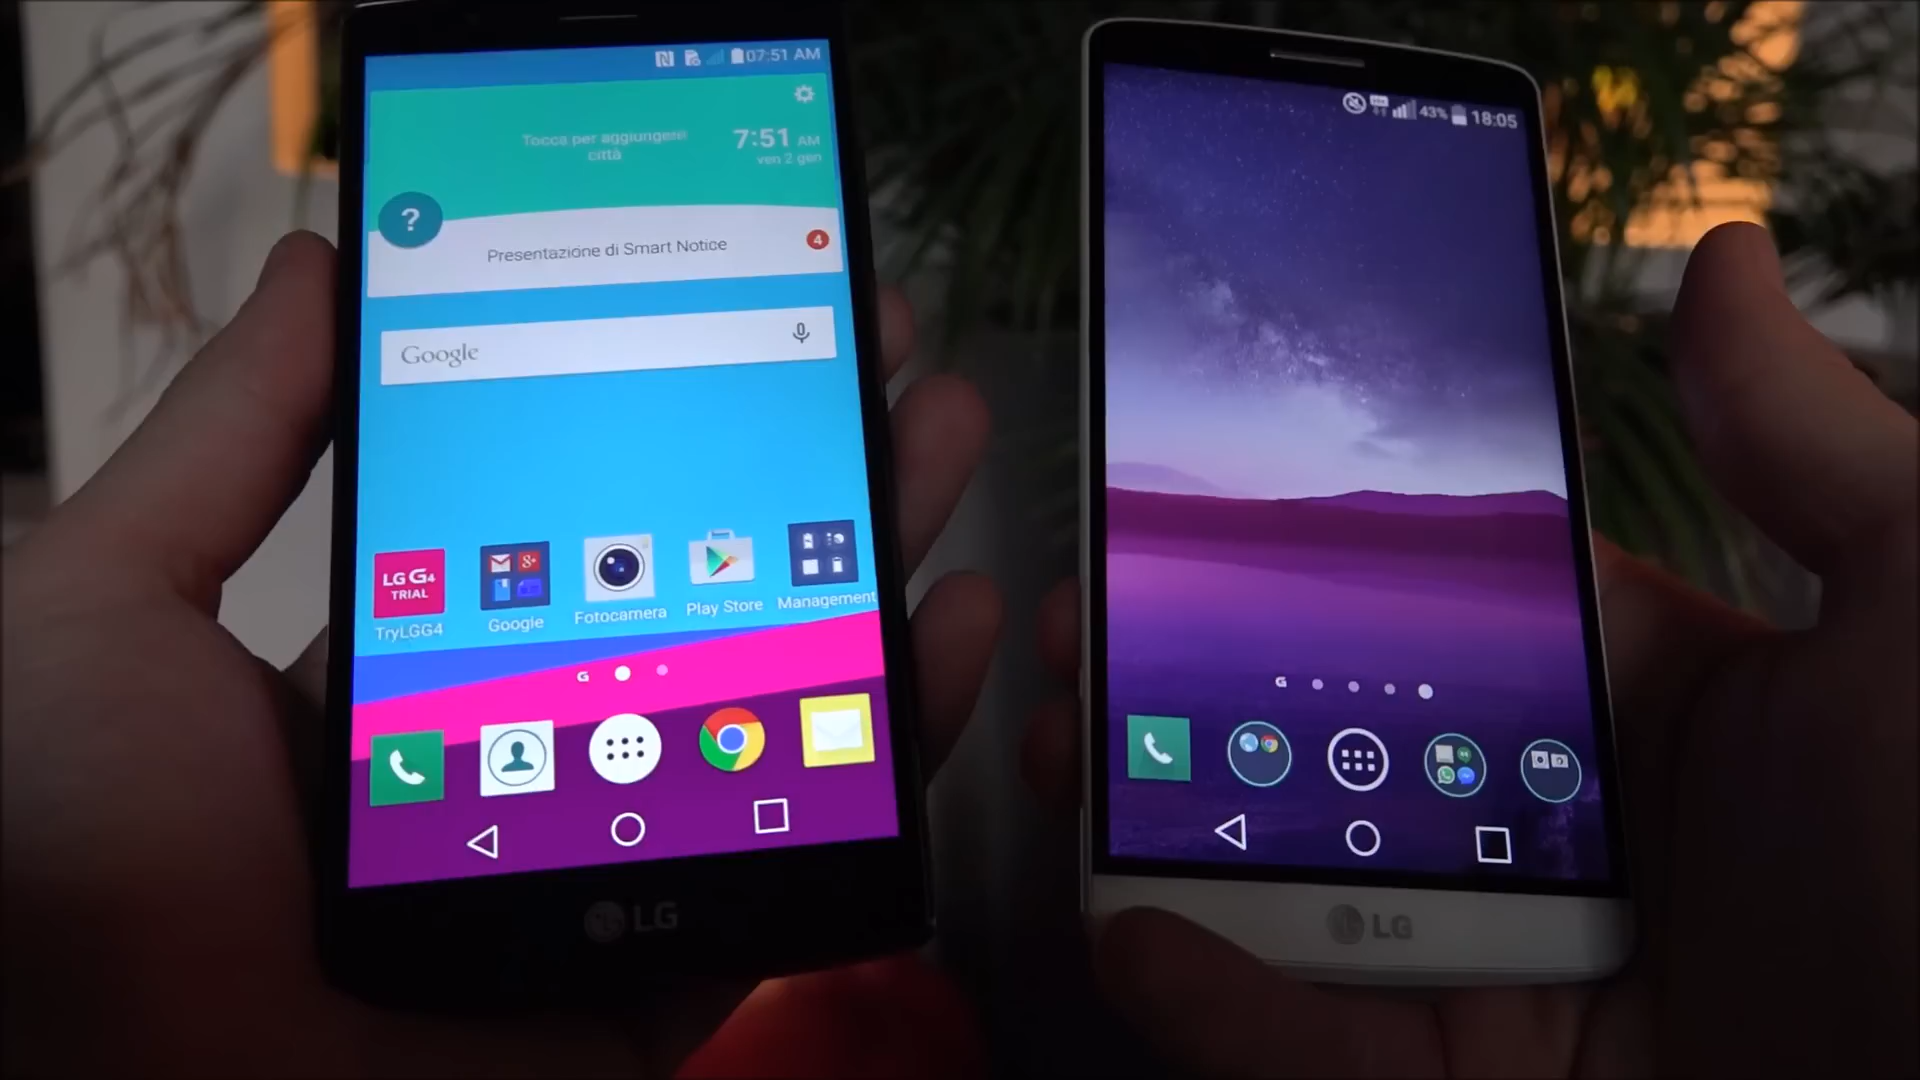 07:51 AM
Tocca per aggiungere
città
7:51 AM
ven 2 gen
?
Presentazione di Smart Notice
4
Google
LG G4
TRIAL
8+
TryLGG4
Google
Fotocamera
Play Store
Management
G
LG
43%
18:05
G
LG